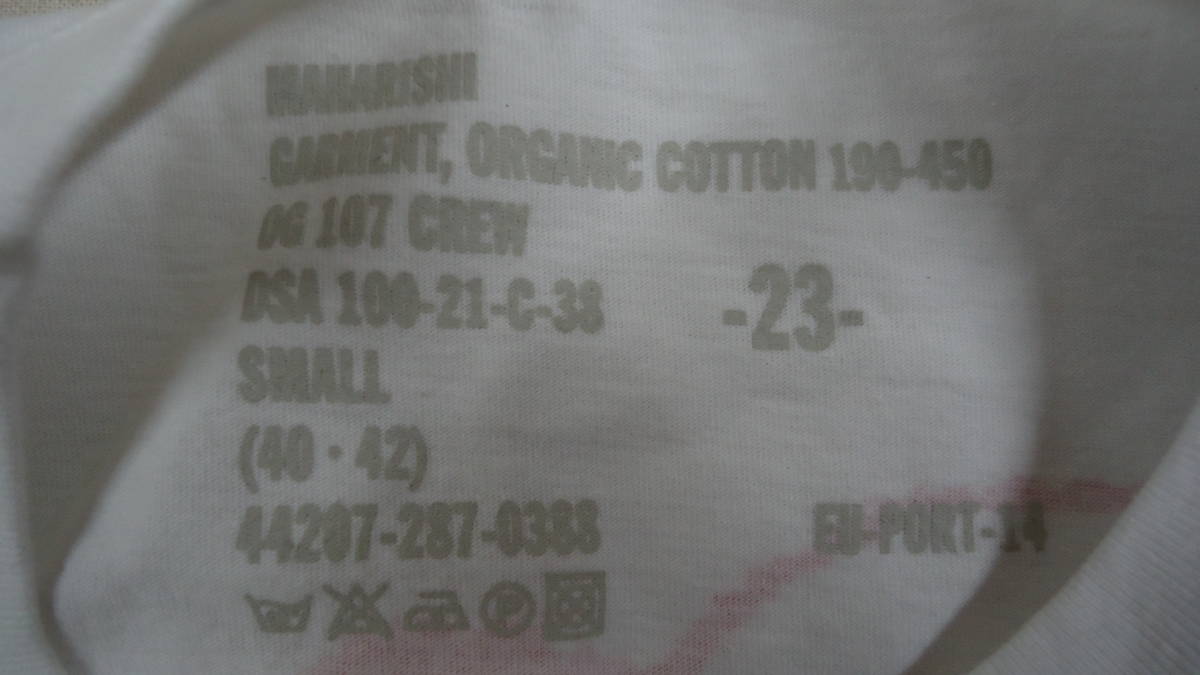 MAHARISHI
GARMENT, ORGANIC COTTON 190-450
OG 107 CREW
DSA 100-21-C-38
-23-
SMALL
(40 · 42)
44207-287-0388
EU-PORT-14
P